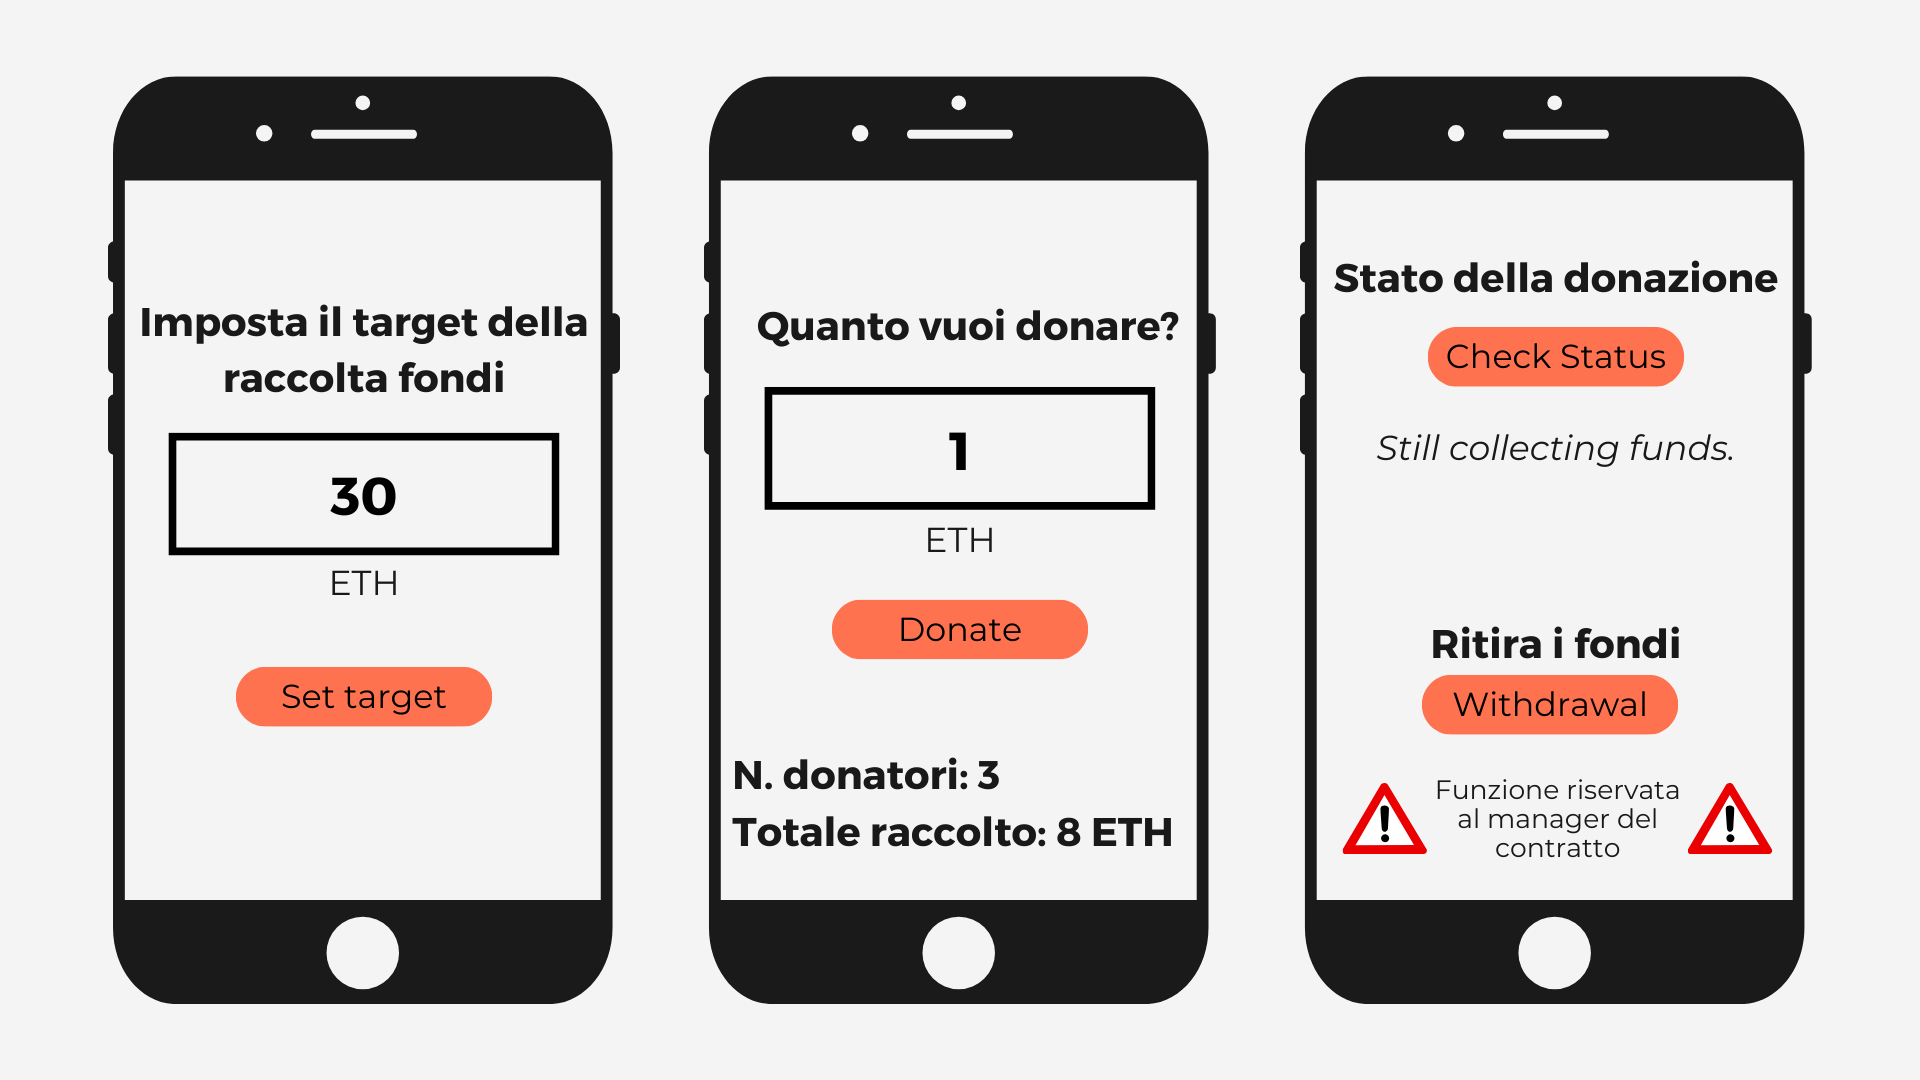 Imposta il target della
raccolta fondi
30
ETH
Set target
Quanto vuoi donare?
1
ETH
Donate
N. donatori: 3
Totale raccolto: 8 ETH
Stato della donazione
Check Status
Still collecting funds.
Ritira i fondi
Withdrawal
Funzione riservata
al manager del
contratto